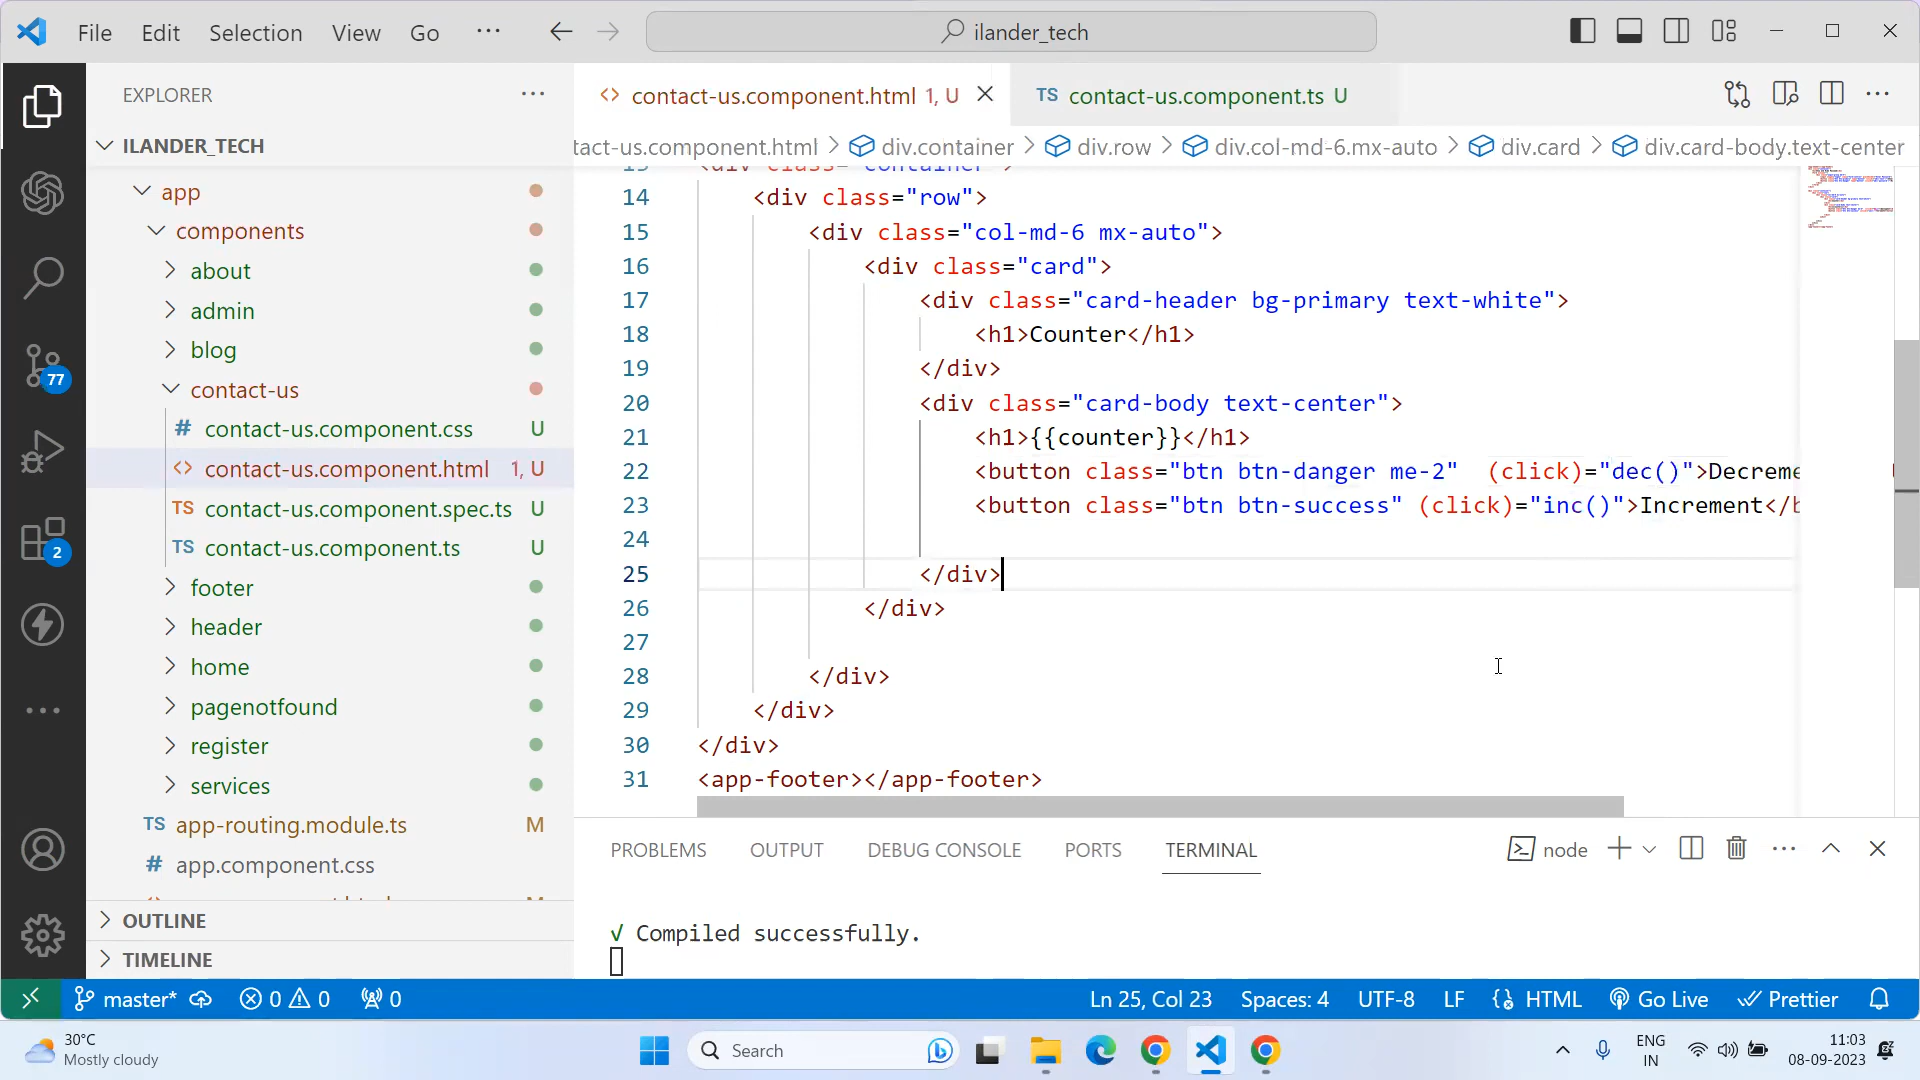 File Edit Selection View Go ··· ilander_tech
EXPLORER
contact-us.component.html 1, U
TS contact-us.component.ts U
ILANDER_TECH
tact-us.component.html > div.container > div.row > div.col-md-6.mx-auto > div.card > div.card-body.text-center
app
components
about
admin
blog
contact-us
# contact-us.component.css U
<> contact-us.component.html 1, U
TS contact-us.component.spec.ts U
TS contact-us.component.ts U
footer
header
home
pagenotfound
register
services
TS app-routing.module.ts M
# app.component.css
OUTLINE
TIMELINE
77
2
14 <div class="row">
15 <div class="col-md-6 mx-auto">
16 <div class="card">
17 <div class="card-header bg-primary text-white">
18 <h1>Counter</h1>
19 </div>
20 <div class="card-body text-center">
21 <h1>{{counter}}</h1>
22 <button class="btn btn-danger me-2"  (click)="dec()">Decreme
23 <button class="btn btn-success" (click)="inc()">Increment</b
24
25 </div>
26 </div>
27
28 </div>
29 </div>
30 </div>
31 <app-footer></app-footer>
PROBLEMS OUTPUT DEBUG CONSOLE PORTS TERMINAL node
√ Compiled successfully.
master* 0 0 0 Ln 25, Col 23 Spaces: 4 UTF-8 LF HTML Go Live Prettier
30°C
Mostly cloudy
Search
ENG
IN
11:03
08-09-2023